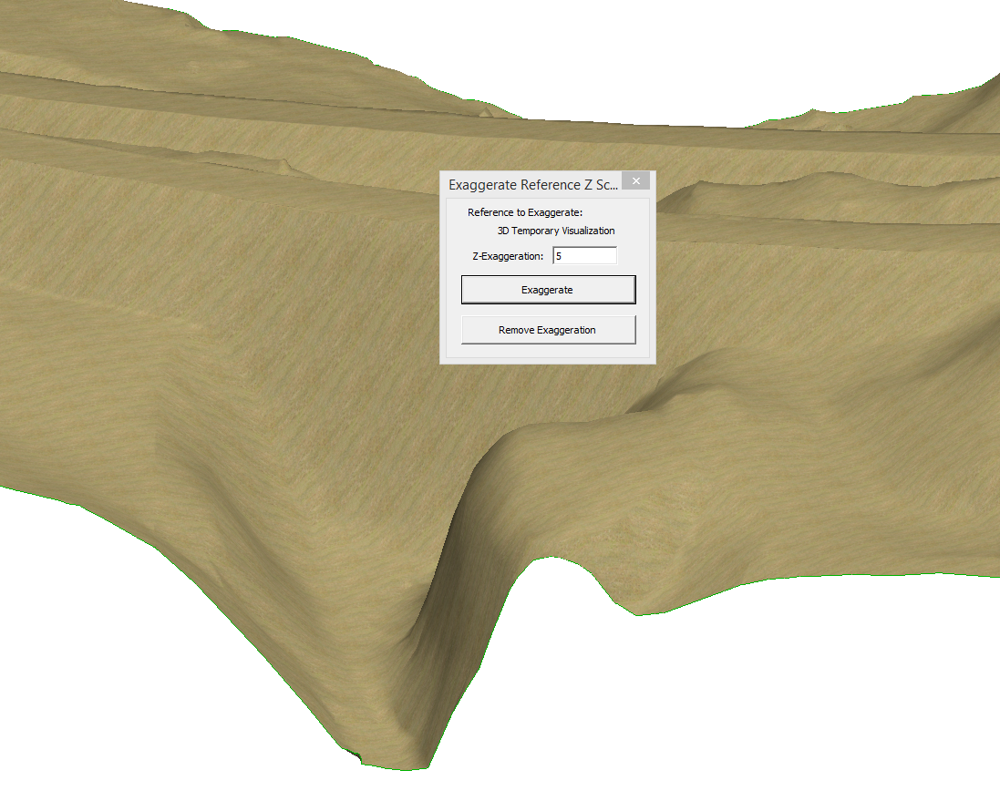 Exaggerate Reference Z Sc...
Reference to Exaggerate:
3D Temporary Visualization
Z-Exaggeration: 5
Exaggerate
Remove Exaggeration